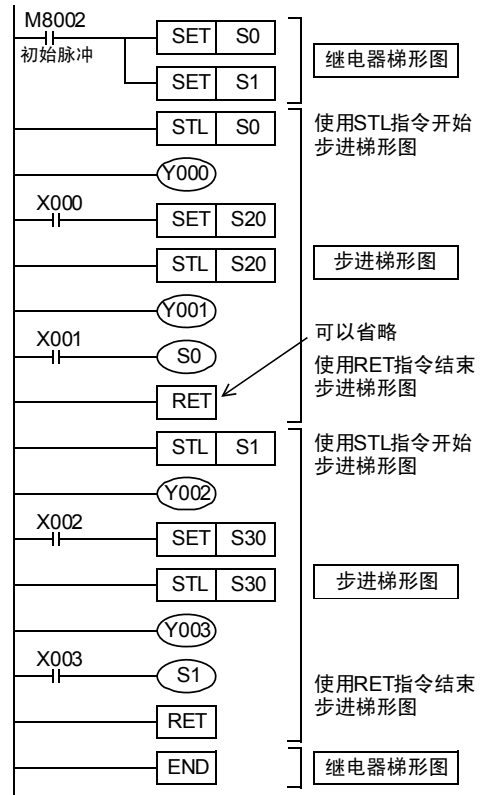 M8002
SET S0
初始脉冲
继电器梯形图
SET S1
STL S0
使用STL指令开始
步进梯形图
Y000
X000
SET S20
STL S20
步进梯形图
Y001
X001
可以省略
S0
使用RET指令结束
步进梯形图
RET
STL S1
使用STL指令开始
步进梯形图
Y002
X002
SET S30
STL S30
步进梯形图
Y003
X003
S1
使用RET指令结束
步进梯形图
RET
END
继电器梯形图